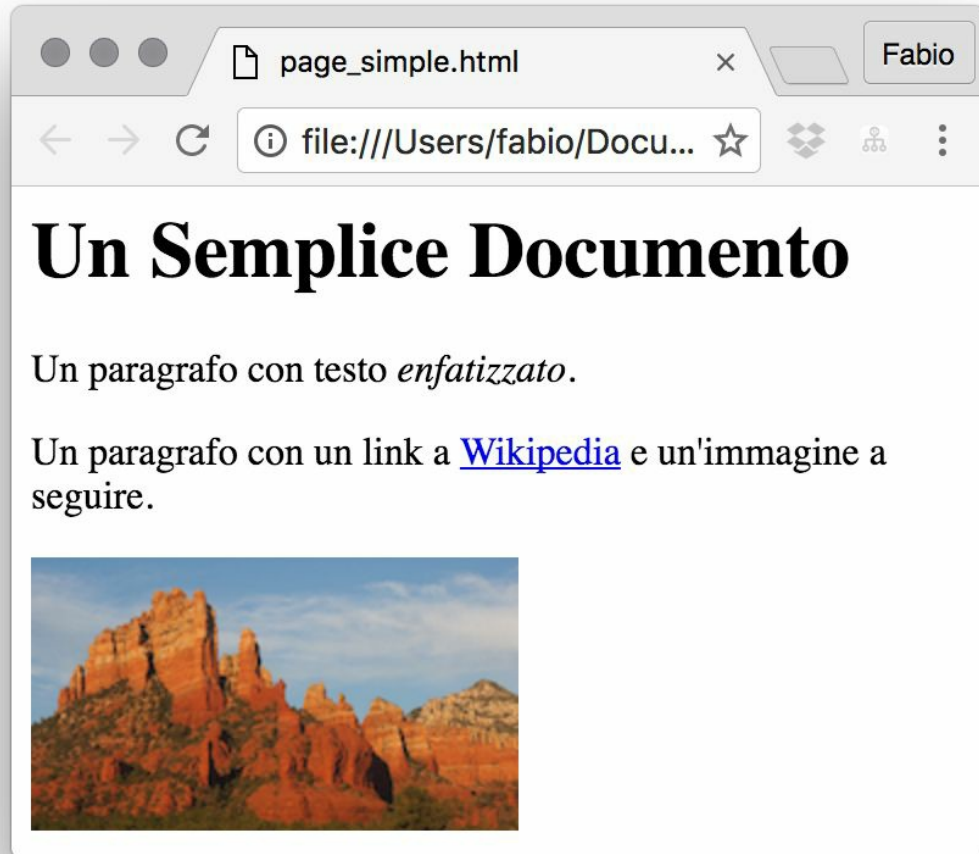 page_simple.html
Fabio
file:///Users/fabio/Docu...
Un Semplice Documento
Un paragrafo con testo enfatizzato.
Un paragrafo con un link a Wikipedia e un'immagine a
seguire.